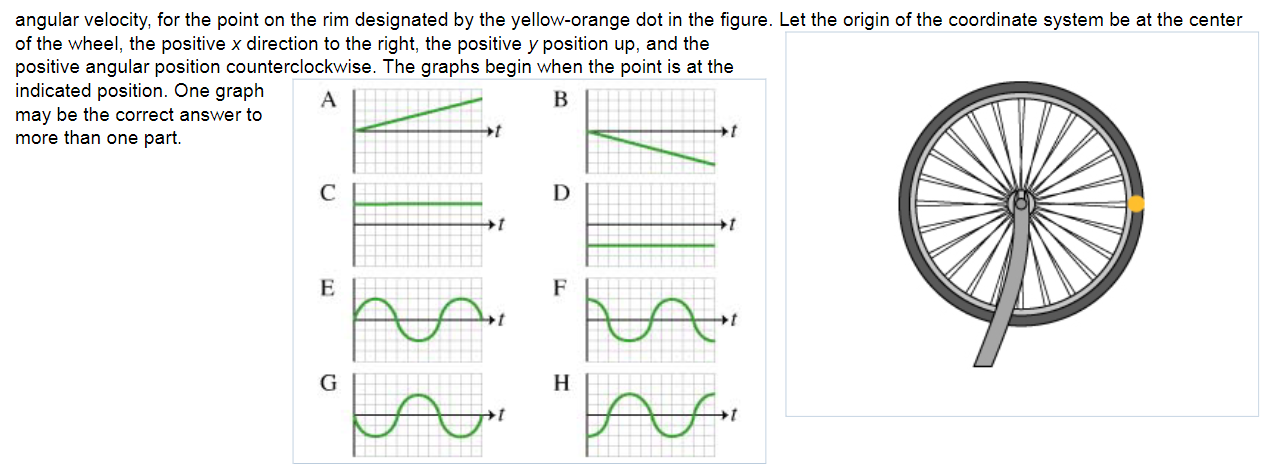 angular velocity, for the point on the rim designated by the yellow-orange dot in the figure. Let the origin of the coordinate system be at the center
of the wheel, the positive x direction to the right, the positive y position up, and the
positive angular position counterclockwise. The graphs begin when the point is at the
indicated position. One graph
may be the correct answer to
more than one part.
A
t
B
t
C
t
D
t
E
t
F
t
G
t
H
t